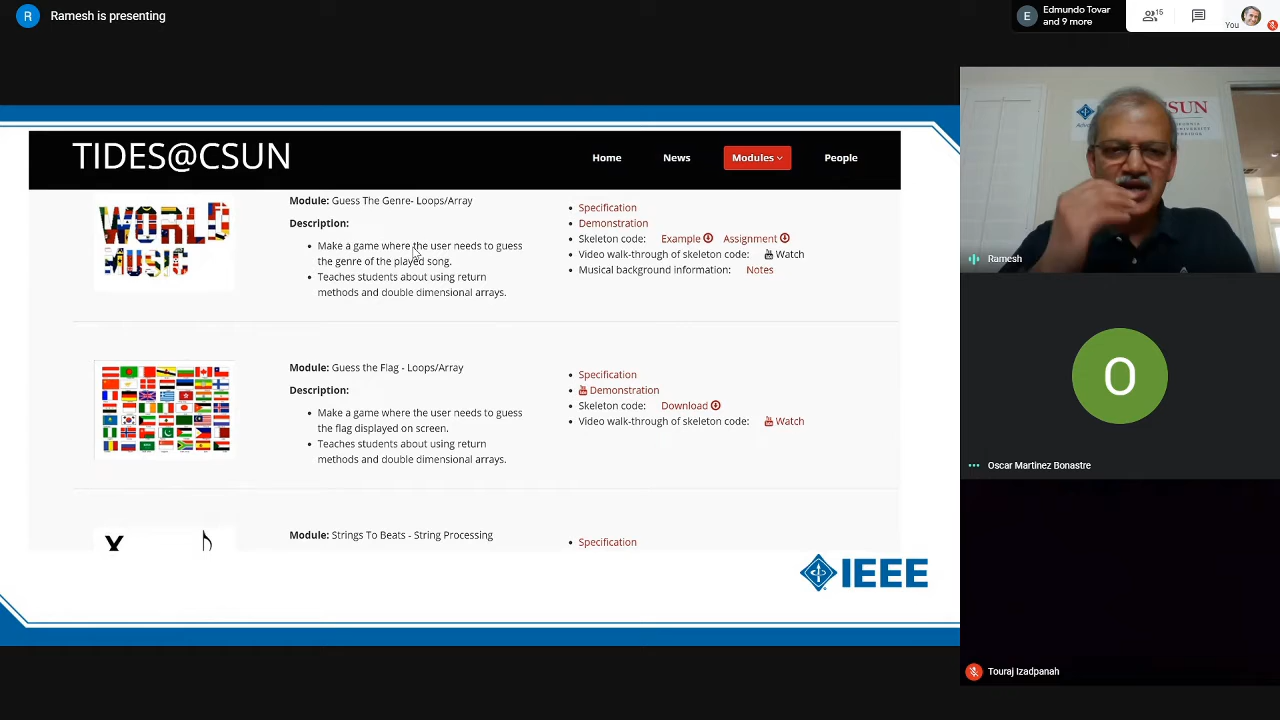 R Ramesh is presenting
E Edmundo Tovar
and 9 more
15
You
TIDES@CSUN
Home News Modules People
WORLD
MUSIC
Module: Guess The Genre- Loops/Array
Description:
• Make a game where the user needs to guess
the genre of the played song.
• Teaches students about using return
methods and double dimensional arrays.
• Specification
• Demonstration
• Skeleton code: Example Assignment
• Video walk-through of skeleton code: Watch
• Musical background information: Notes
Module: Guess the Flag - Loops/Array
Description:
• Make a game where the user needs to guess
the flag displayed on screen.
• Teaches students about using return
methods and double dimensional arrays.
• Specification
• Demonstration
• Skeleton code: Download
• Video walk-through of skeleton code: Watch
X
Module: Strings To Beats - String Processing
• Specification
IEEE
CSUN
Ramesh
O
Oscar Martinez Bonastre
Touraj Izadpanah